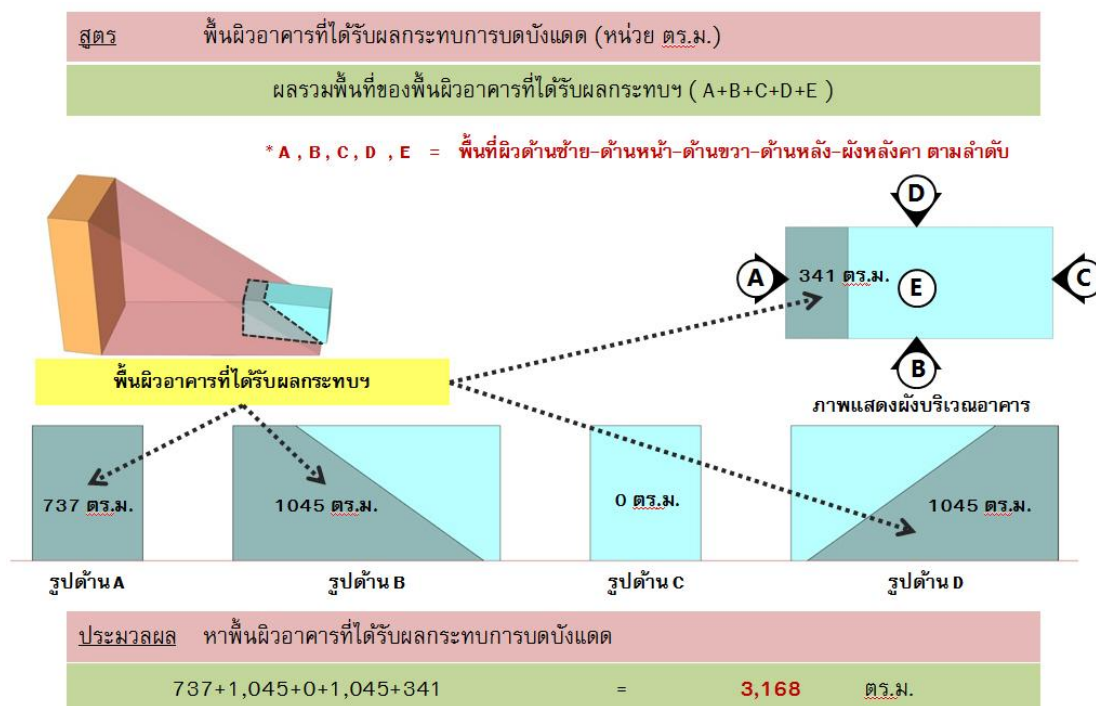 สูตร พื้นผิวอาคารที่ได้รับผลกระทบการบดบังแดด (หน่วย ตร.ม.)
ผลรวมพื้นที่ของพื้นผิวอาคารที่ได้รับผลกระทบฯ ( A+B+C+D+E )
* A , B , C , D , E = พื้นที่ผิวด้านซ้าย-ด้านหน้า-ด้านขวา-ด้านหลัง-ผังหลังคา ตามลำดับ
D
A
341 ตร.ม.
E
C
B
พื้นผิวอาคารที่ได้รับผลกระทบฯ
ภาพแสดงผังบริเวณอาคาร
737 ตร.ม.
1045 ตร.ม.
0 ตร.ม.
1045 ตร.ม.
รูปด้าน A
รูปด้าน B
รูปด้าน C
รูปด้าน D
ประมวลผล หาพื้นผิวอาคารที่ได้รับผลกระทบการบดบังแดด
737+1,045+0+1,045+341 = 3,168 ตร.ม.